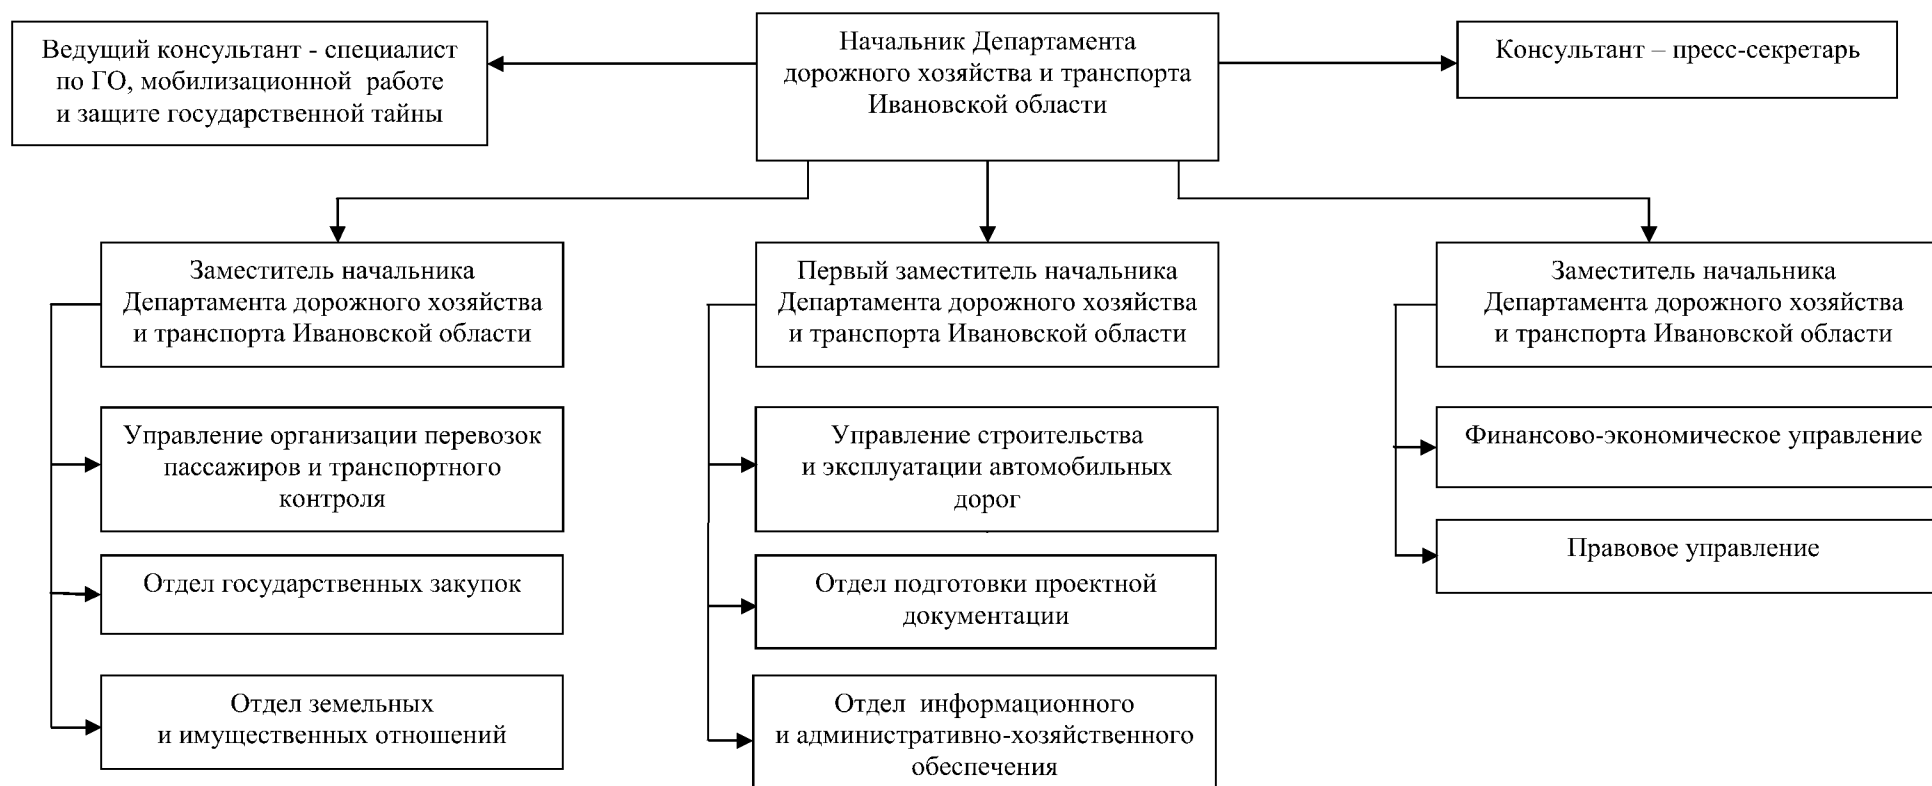 Ведущий консультант - специалист
по ГО, мобилизационной работе
и защите государственной тайны
Начальник Департамента
дорожного хозяйства и транспорта
Ивановской области
Консультант – пресс-секретарь
Заместитель начальника
Департамента дорожного хозяйства
и транспорта Ивановской области
Первый заместитель начальника
Департамента дорожного хозяйства
и транспорта Ивановской области
Заместитель начальника
Департамента дорожного хозяйства
и транспорта Ивановской области
Управление организации перевозок
пассажиров и транспортного
контроля
Управление строительства
и эксплуатации автомобильных
дорог
Финансово-экономическое управление
Отдел государственных закупок
Отдел подготовки проектной
документации
Правовое управление
Отдел земельных
и имущественных отношений
Отдел информационного
и административно-хозяйственного
обеспечения